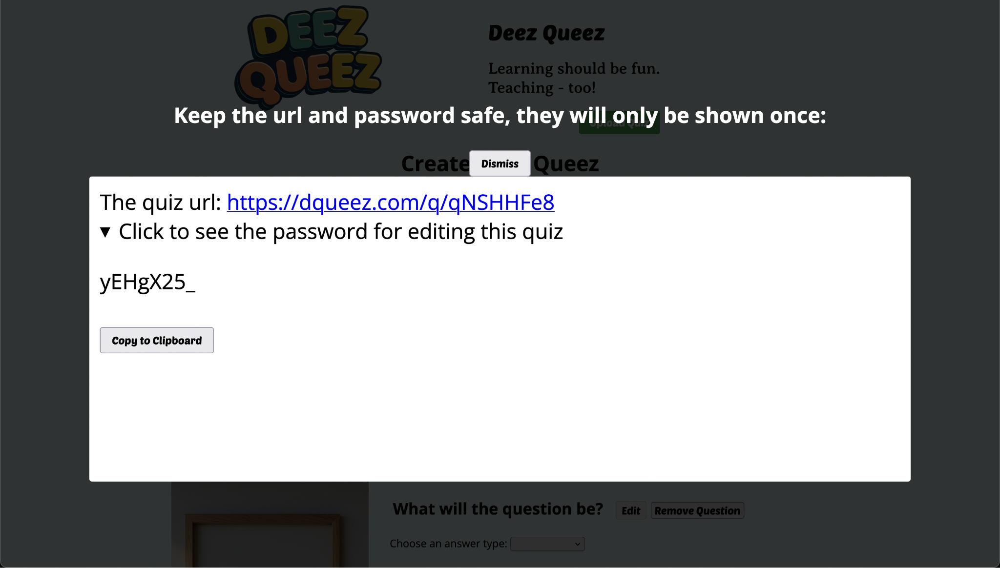 DEEZ
QUEEZ
Deez Queez
Learning should be fun.
Teaching - too!
Keep the url and password safe, they will only be shown once:
Upload Quiz
Create
Dismiss
Queez
The quiz url: https://dqueez.com/q/qNSHHFe8
▼ Click to see the password for editing this quiz
yEHgX25_
Copy to Clipboard
What will the question be?
Edit
Remove Question
Choose an answer type: